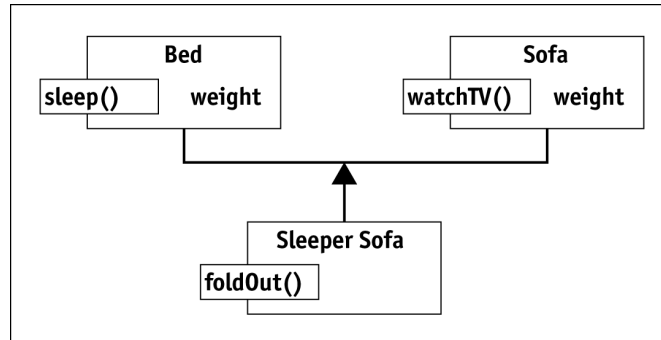 Bed
sleep() weight
Sofa
watchTV() weight
Sleeper Sofa
foldOut()